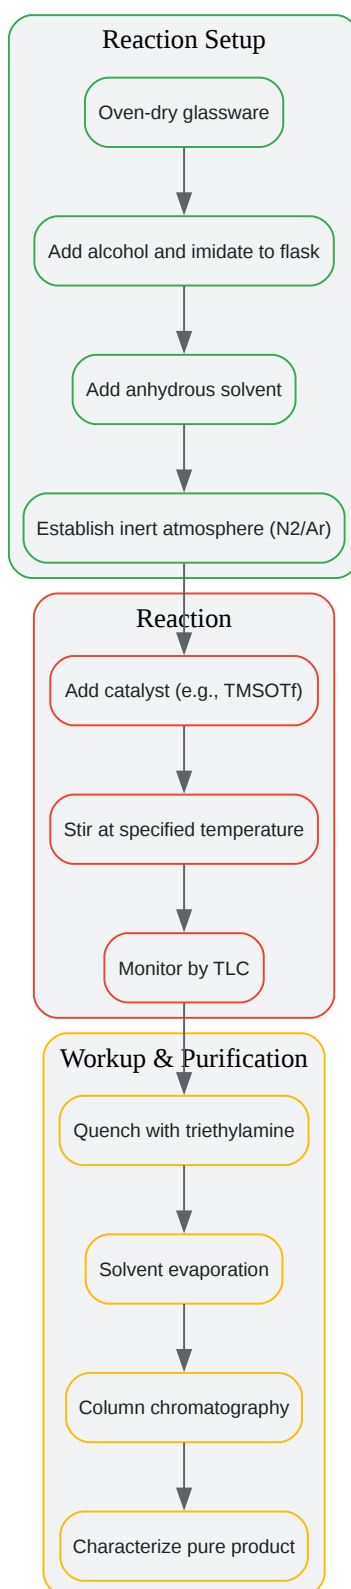 Reaction Setup
Oven-dry glassware
Add alcohol and imidate to flask
Add anhydrous solvent
Establish inert atmosphere (N2/Ar)
Reaction
Add catalyst (e.g., TMSOTf)
Stir at specified temperature
Monitor by TLC
Workup & Purification
Quench with triethylamine
Solvent evaporation
Column chromatography
Characterize pure product